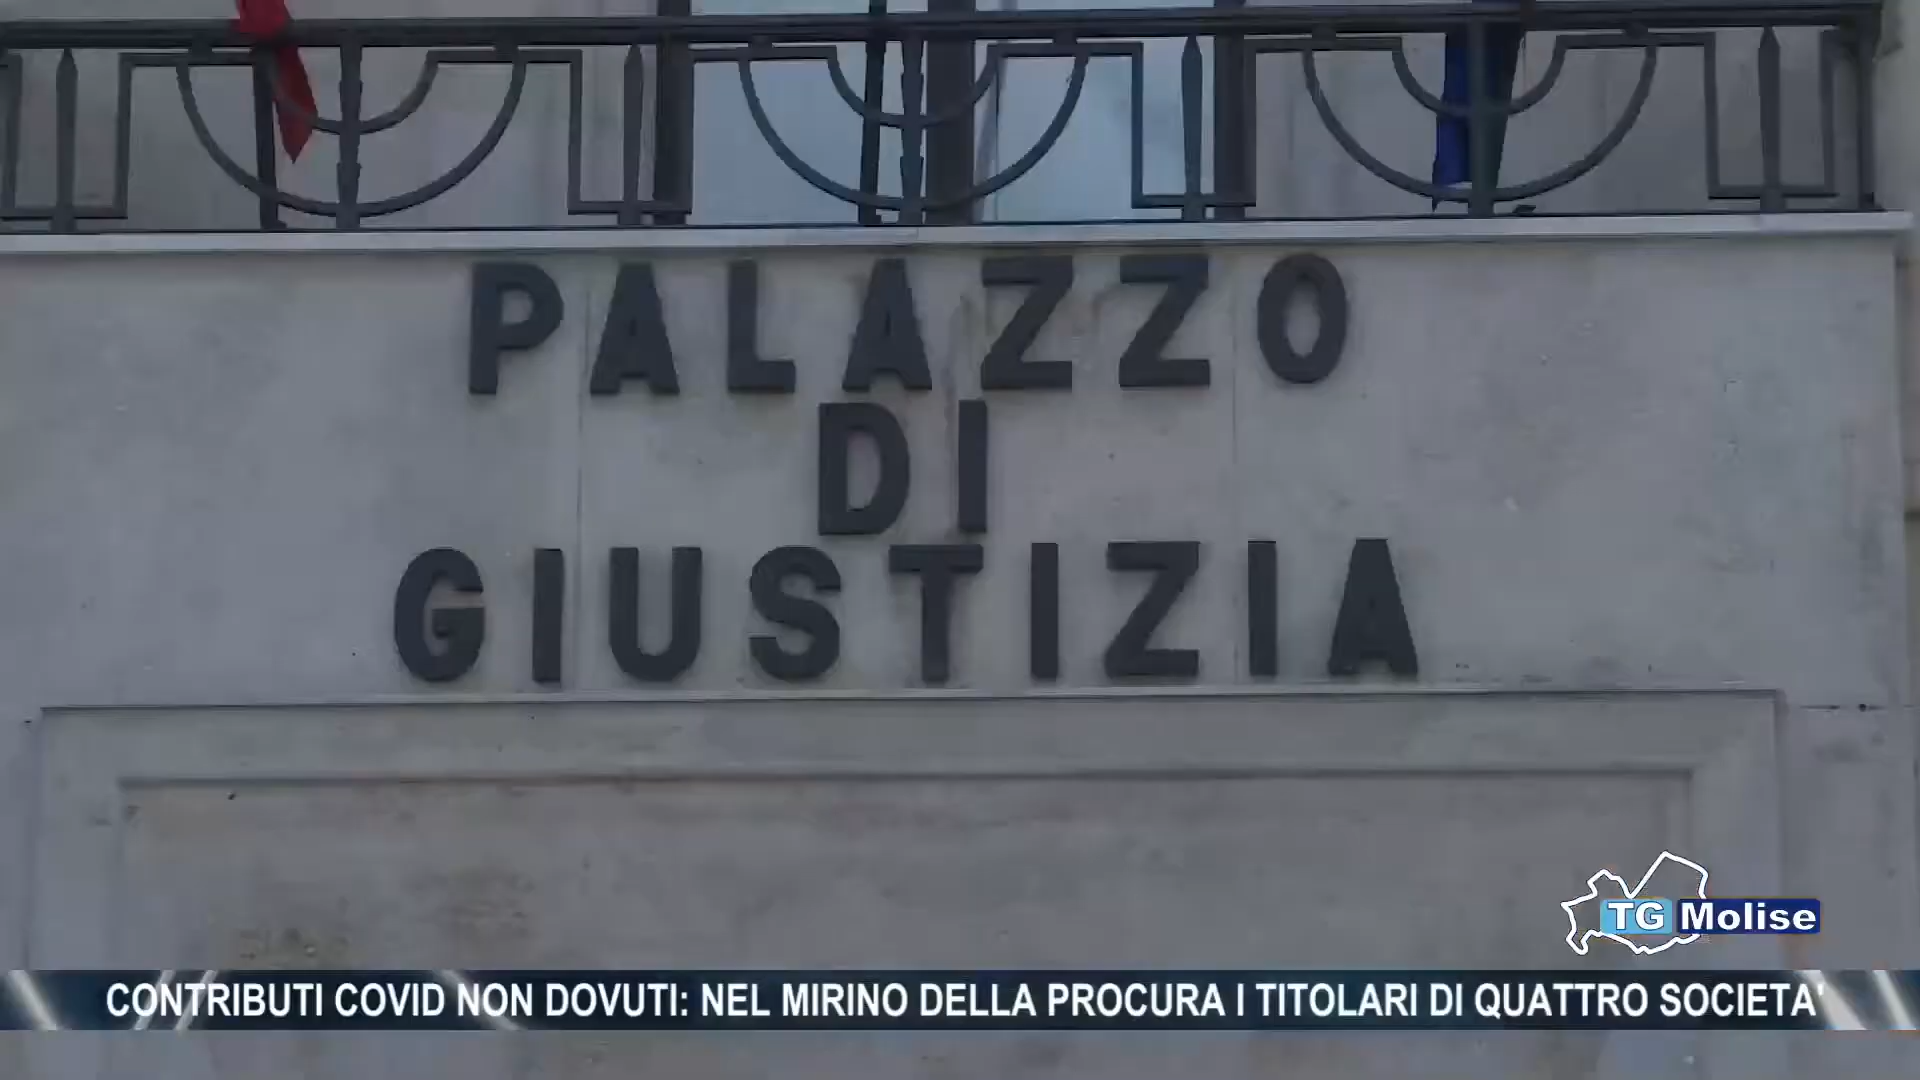 PALAZZO
DI
GIUSTIZIA
TG Molise
CONTRIBUTI COVID NON DOVUTI: NEL MIRINO DELLA PROCURA I TITOLARI DI QUATTRO SOCIETA'